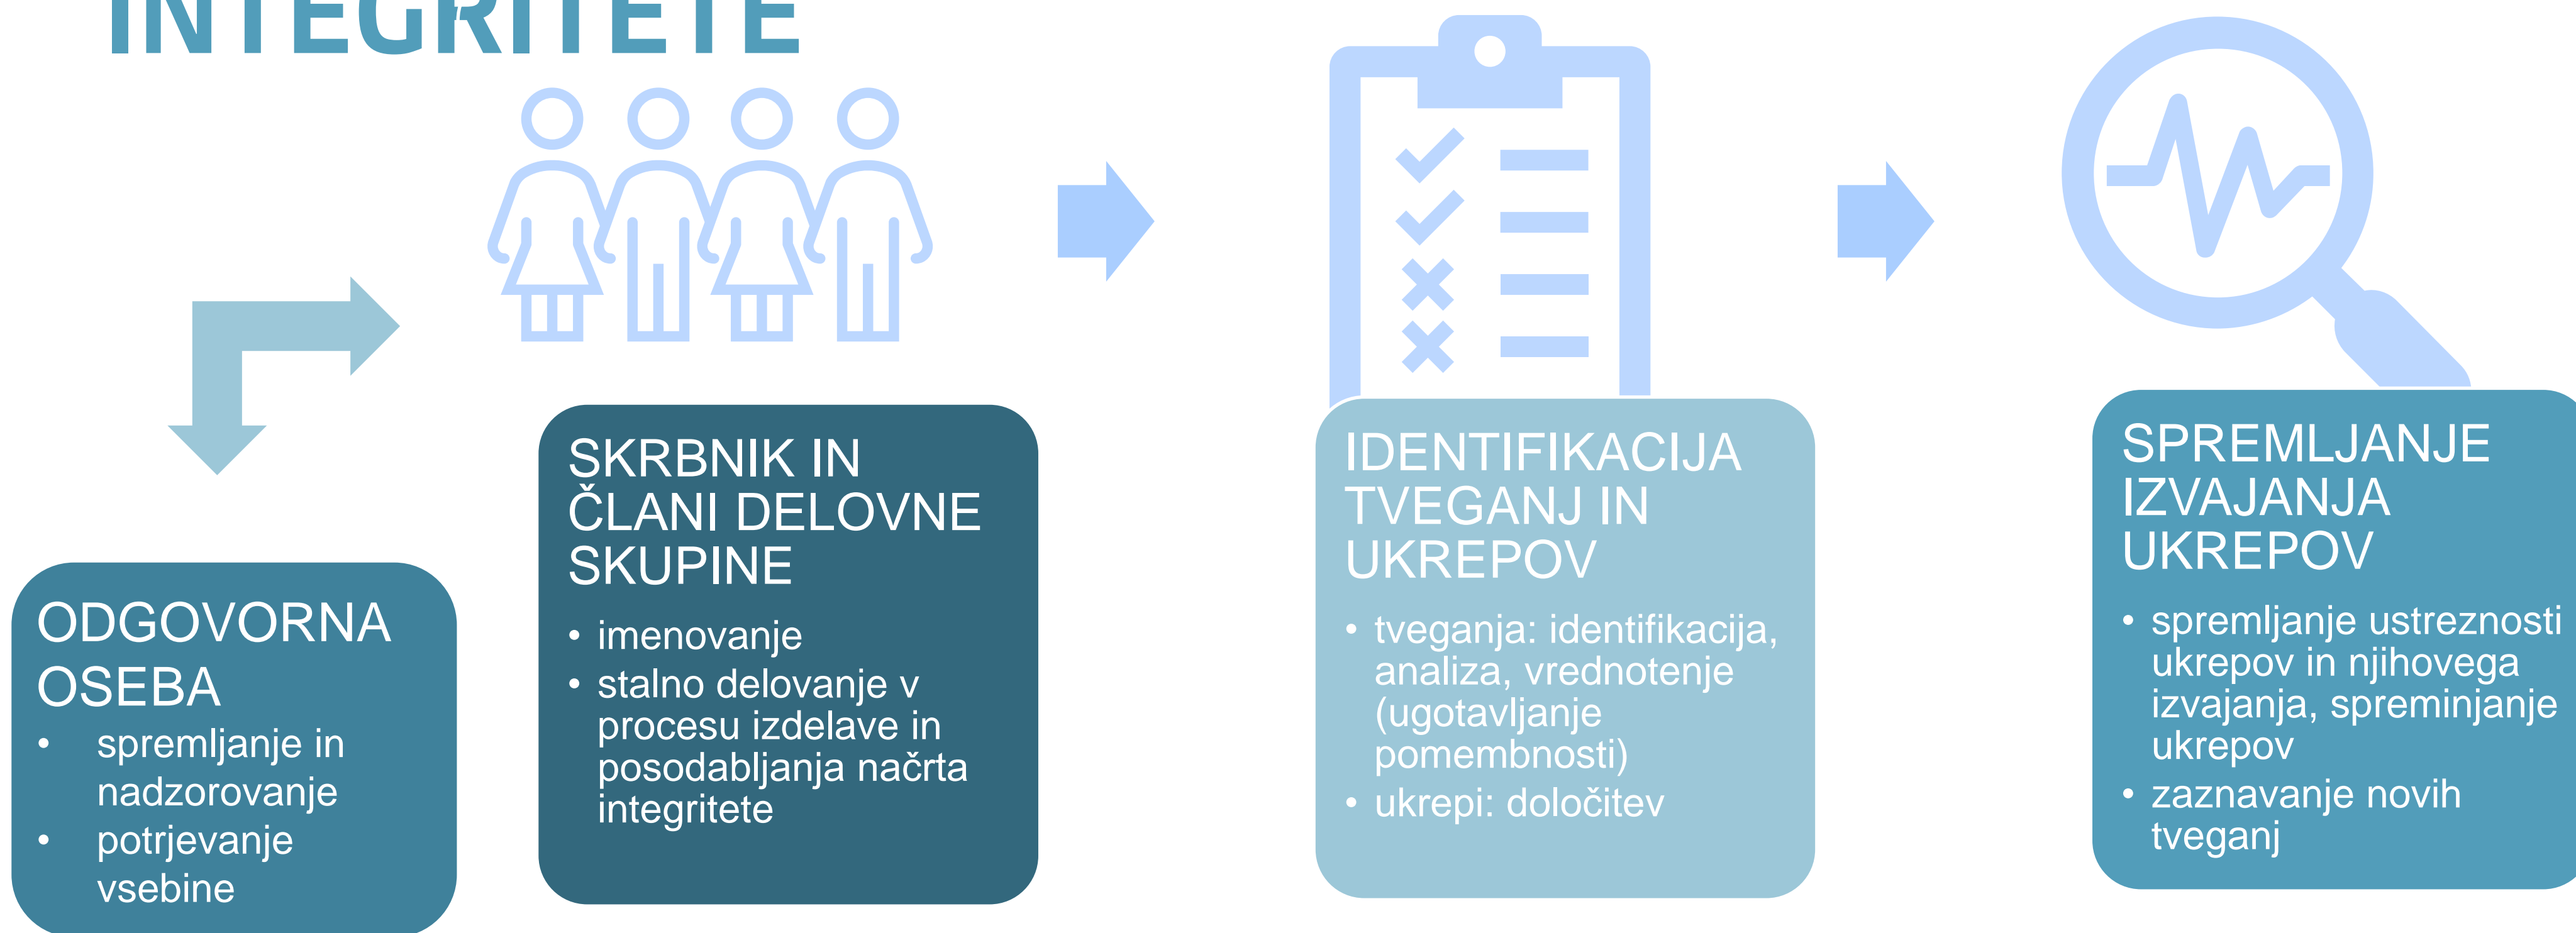 INTEGRITETE
SKRBNIK IN
ČLANI DELOVNE
SKUPINE
• imenovanje
• stalno delovanje v
procesu izdelave in
posodabljanja načrta
integritete
IDENTIFIKACIJA
TVEGANJ IN
UKREPOV
• tveganja: identifikacija,
analiza, vrednotenje
(ugotavljanje
pomembnosti)
• ukrepi: določitev
SPREMLJANJE
IZVAJANJA
UKREPOV
• spremljanje ustreznosti
ukrepov in njihovega
izvajanja, spreminjanje
ukrepov
• zaznavanje novih
tveganj
ODGOVORNA
OSEBA
• spremljanje in
nadzorovanje
• potrjevanje
vsebine